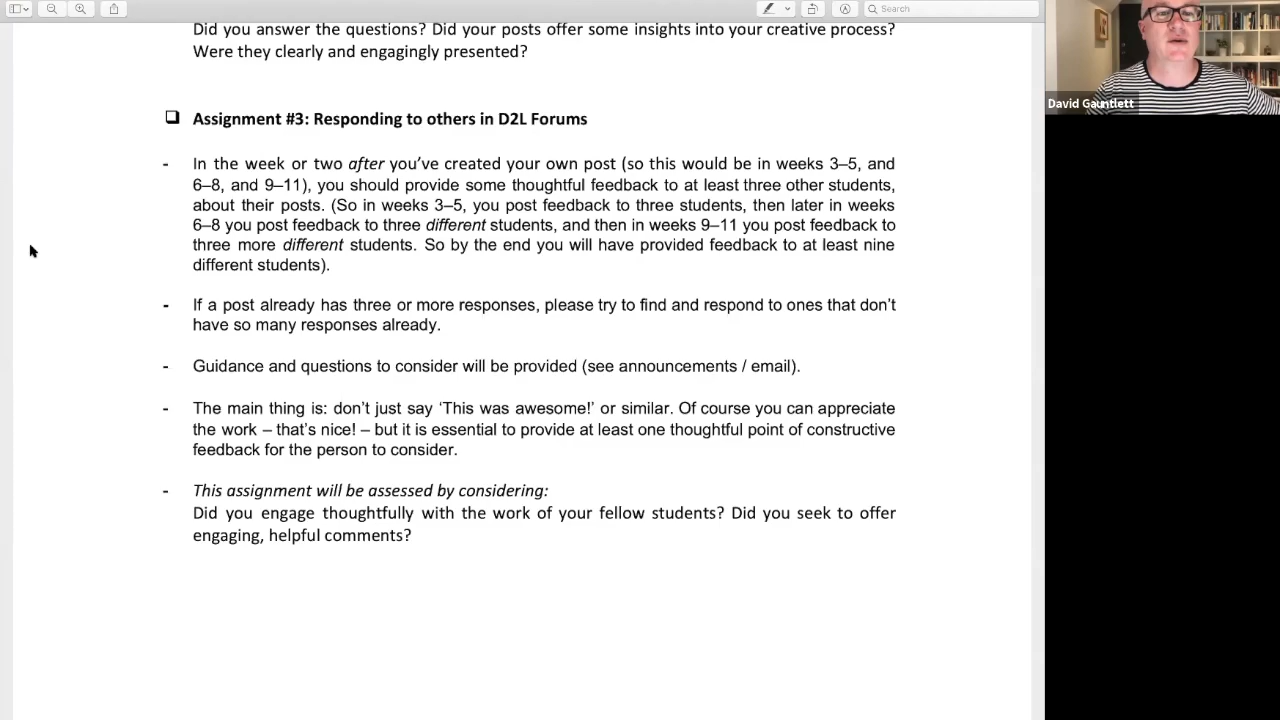 Search
Did you answer the questions? Did your posts offer some insights into your creative process?
Were they clearly and engagingly presented?
David Gauntlett
❑ Assignment #3: Responding to others in D2L Forums
- In the week or two after you’ve created your own post (so this would be in weeks 3–5, and
6–8, and 9–11), you should provide some thoughtful feedback to at least three other students,
about their posts. (So in weeks 3–5, you post feedback to three students, then later in weeks
6–8 you post feedback to three different students, and then in weeks 9–11 you post feedback to
three more different students. So by the end you will have provided feedback to at least nine
different students).
- If a post already has three or more responses, please try to find and respond to ones that don’t
have so many responses already.
- Guidance and questions to consider will be provided (see announcements / email).
- The main thing is: don’t just say ‘This was awesome!’ or similar. Of course you can appreciate
the work – that’s nice! – but it is essential to provide at least one thoughtful point of constructive
feedback for the person to consider.
- This assignment will be assessed by considering:
Did you engage thoughtfully with the work of your fellow students? Did you seek to offer
engaging, helpful comments?